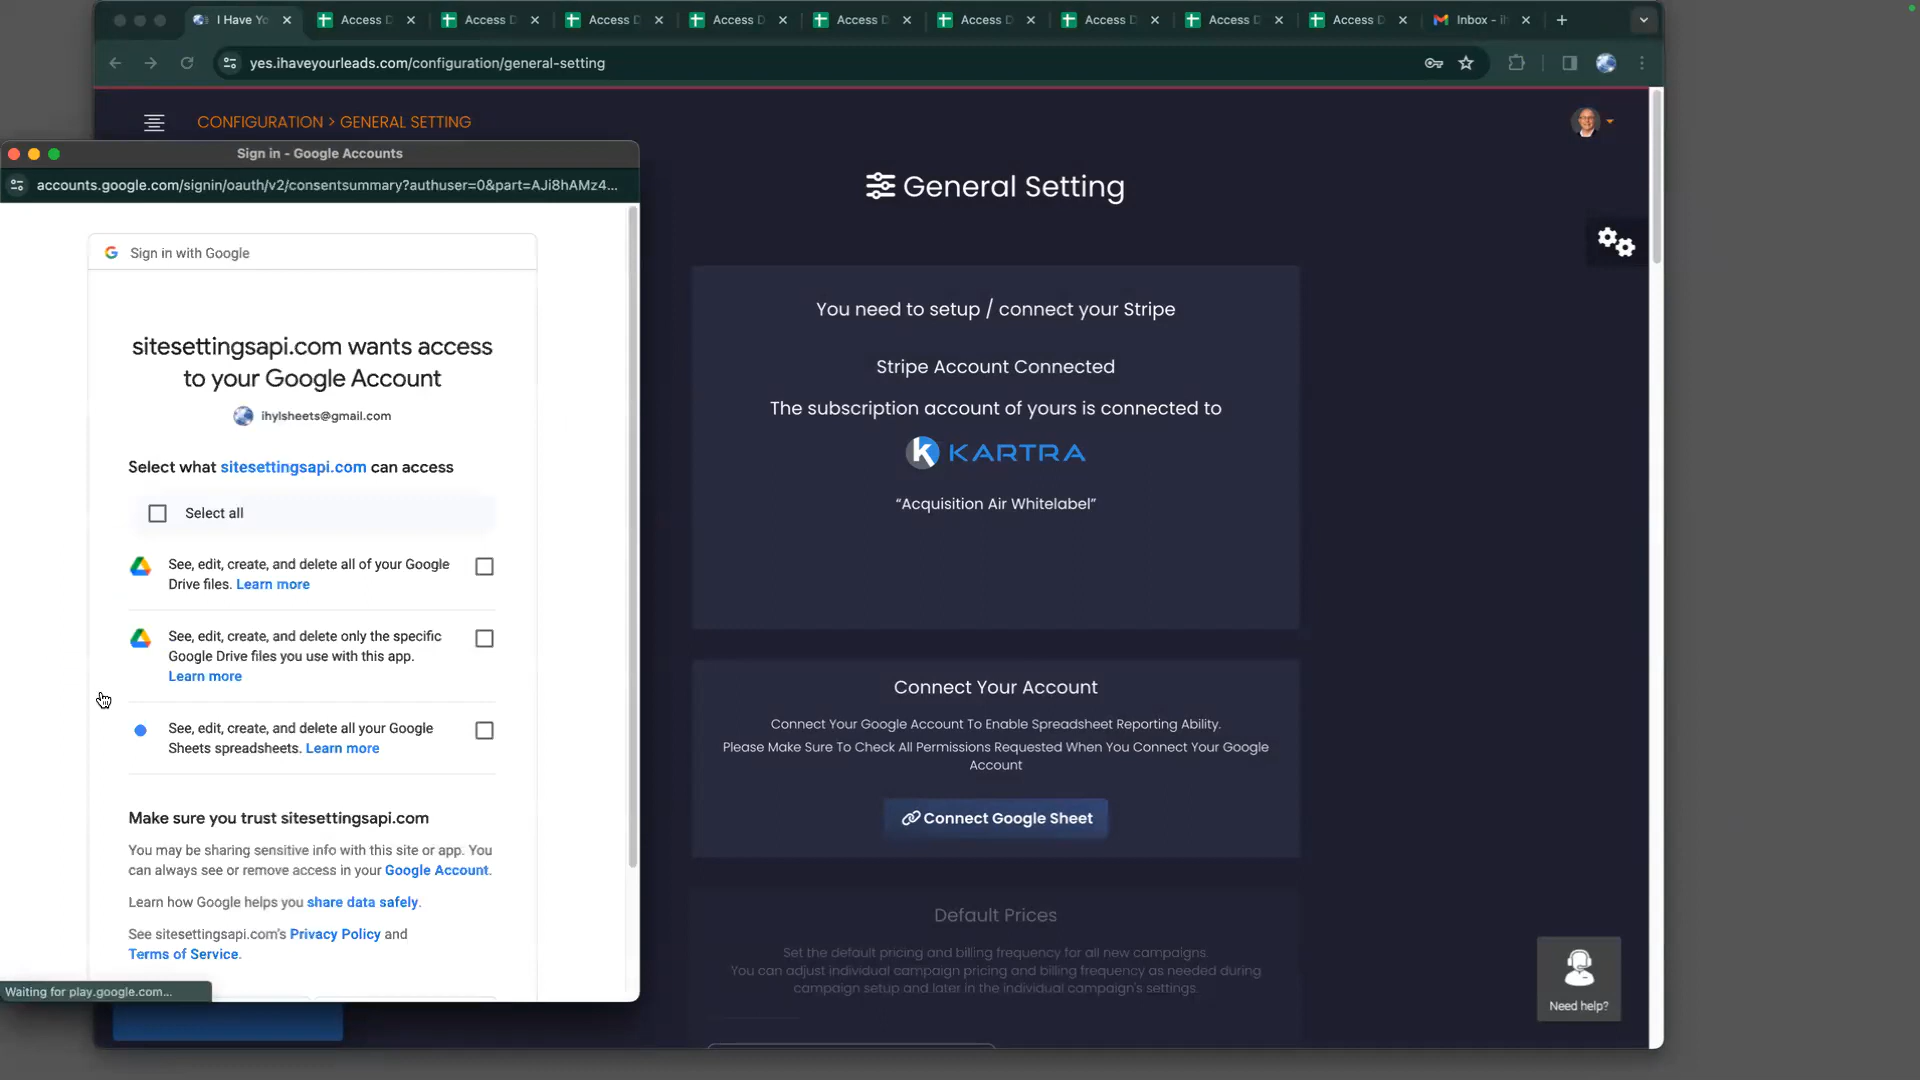 I Have Yo
Access D
Access D
Access D
Access D
Access D
Access D
Access D
Access D
Access D
Inbox - ih
yes.ihaveyourleads.com/configuration/general-setting
CONFIGURATION > GENERAL SETTING
Sign in - Google Accounts
accounts.google.com/signin/oauth/v2/consentsummary?authuser=0&part=AJi8hAMz4...
Sign in with Google
sitesettingsapi.com wants access
to your Google Account
ihylsheets@gmail.com
Select what sitesettingsapi.com can access
Select all
See, edit, create, and delete all of your Google
Drive files. Learn more
See, edit, create, and delete only the specific
Google Drive files you use with this app.
Learn more
See, edit, create, and delete all your Google
Sheets spreadsheets. Learn more
Make sure you trust sitesettingsapi.com
You may be sharing sensitive info with this site or app. You
can always see or remove access in your Google Account.
Learn how Google helps you share data safely.
See sitesettingsapi.com's Privacy Policy and
Terms of Service.
Waiting for play.google.com...
General Setting
You need to setup / connect your Stripe
Stripe Account Connected
The subscription account of yours is connected to
KARTRA
“Acquisition Air Whitelabel”
Connect Your Account
Connect Your Google Account To Enable Spreadsheet Reporting Ability.
Please Make Sure To Check All Permissions Requested When You Connect Your Google
Account
Connect Google Sheet
Default Prices
Set the default pricing and billing frequency for all new campaigns.
You can adjust individual campaign pricing and billing frequency as needed during
campaign setup and later in the individual campaign's settings.
Need help?